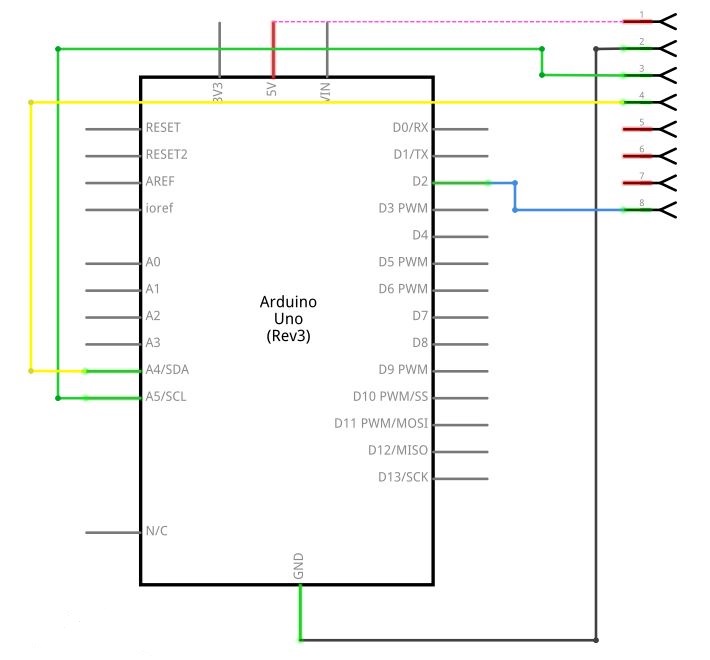 1
2
3
4
5
6
7
8
3V3
5V
VIN
RESET
RESET2
AREF
ioref
A0
A1
A2
A3
A4/SDA
A5/SCL
N/C
Arduino
Uno
(Rev3)
D0/RX
D1/TX
D2
D3 PWM
D4
D5 PWM
D6 PWM
D7
D8
D9 PWM
D10 PWM/SS
D11 PWM/MOSI
D12/MISO
D13/SCK
GND